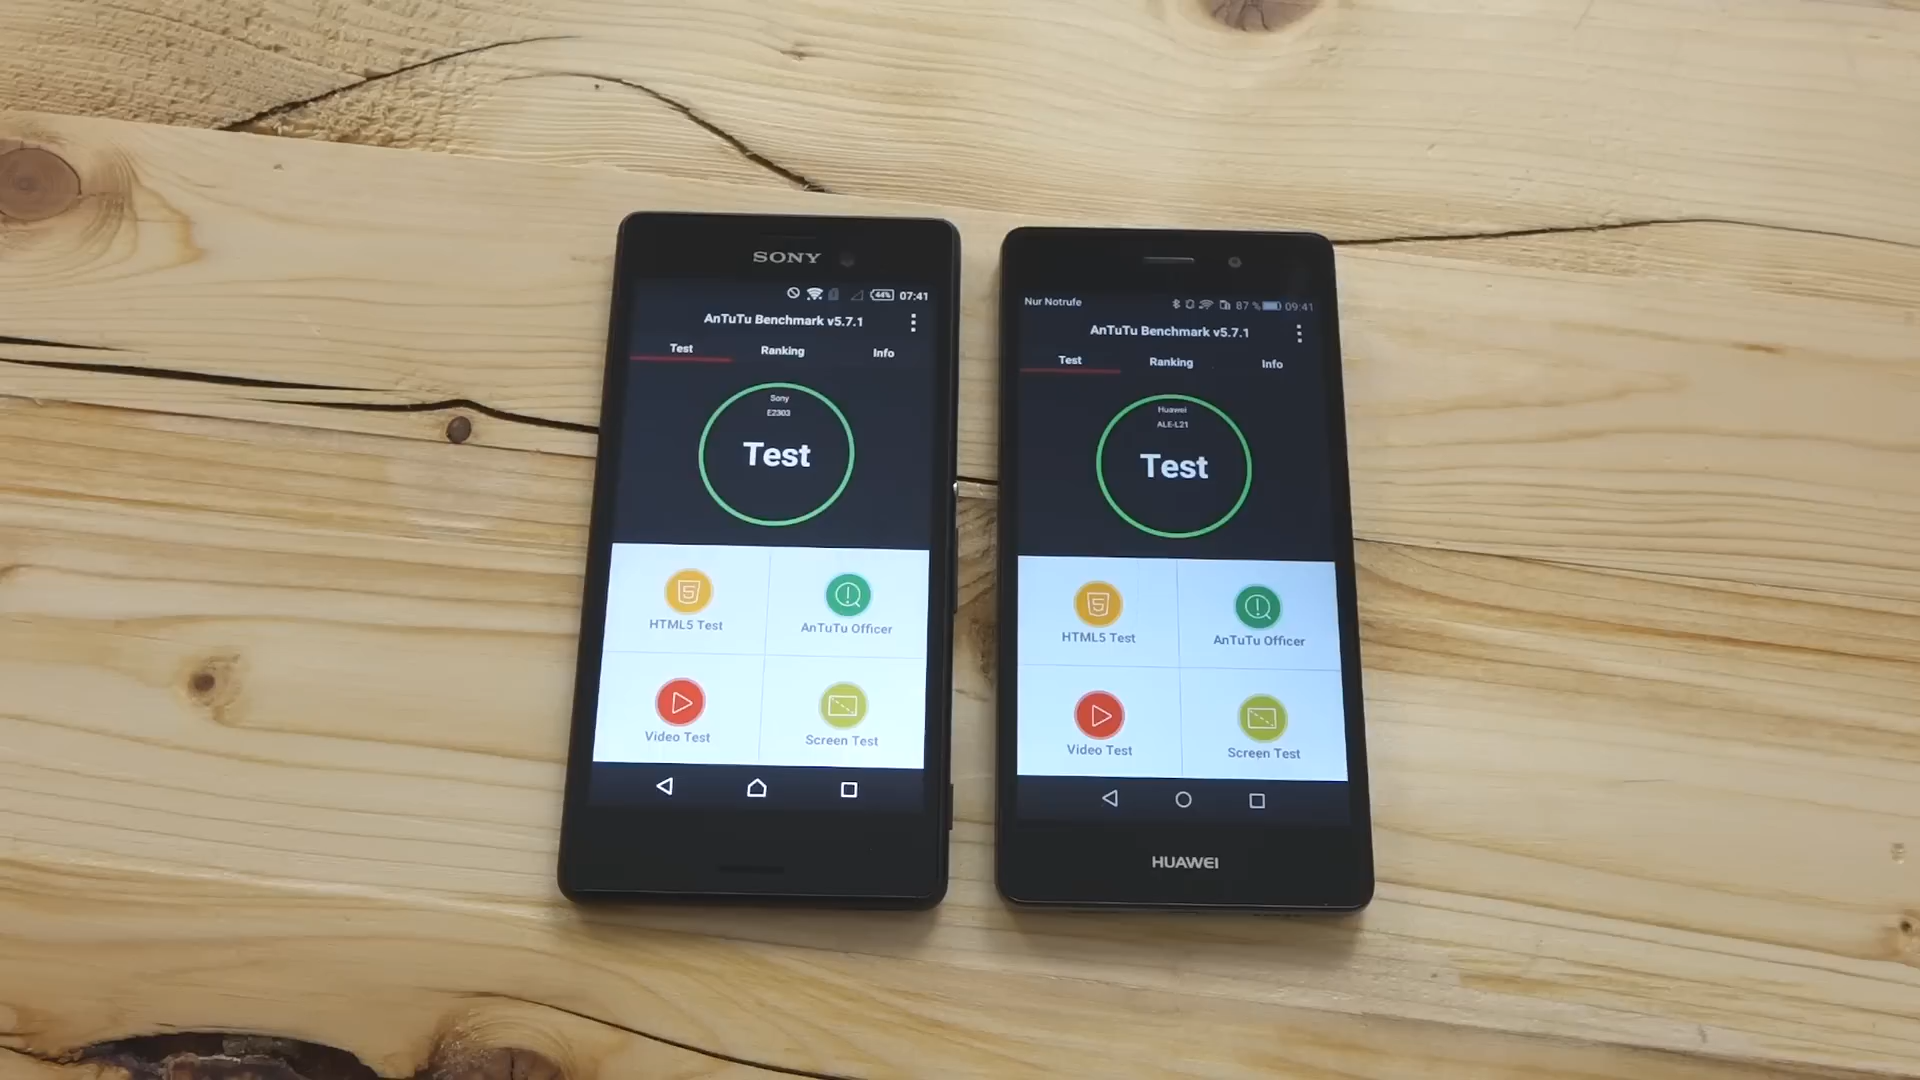 SONY
44% 07:41
AnTuTu Benchmark v5.7.1
Test Ranking Info
Sony
E2303
Test
HTML5 Test AnTuTu Officer
Video Test Screen Test
Nur Notrufe 87 % 09:41
AnTuTu Benchmark v5.7.1
Test Ranking Info
Huawei
ALE-L21
Test
HTML5 Test AnTuTu Officer
Video Test Screen Test
HUAWEI